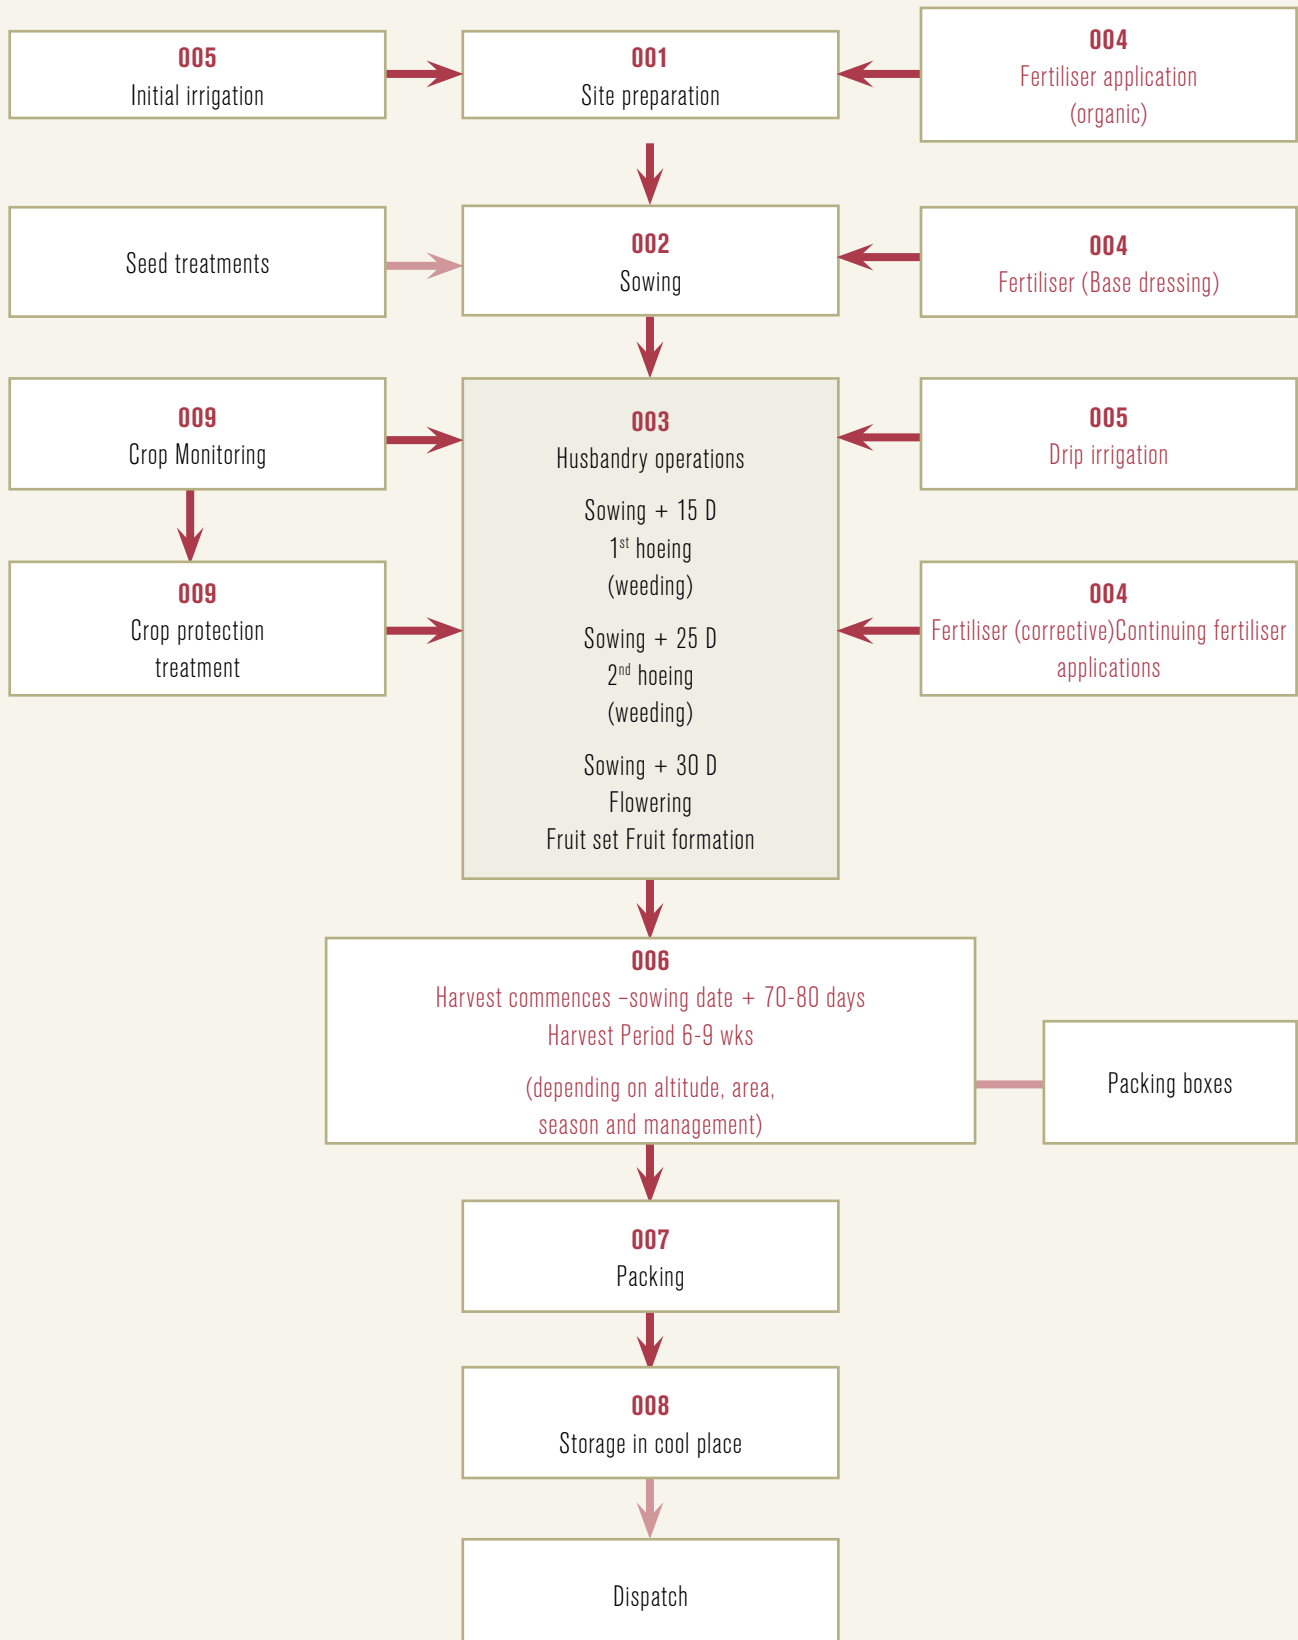 005
Initial irrigation
001
Site preparation
004
Fertiliser application
(organic)
Seed treatments
002
Sowing
004
Fertiliser (Base dressing)
009
Crop Monitoring
003
Husbandry operations
Sowing + 15 D
1st hoeing
(weeding)
Sowing + 25 D
2nd hoeing
(weeding)
Sowing + 30 D
Flowering
Fruit set Fruit formation
005
Drip irrigation
009
Crop protection
treatment
004
Fertiliser (corrective)Continuing fertiliser
applications
006
Harvest commences –sowing date + 70-80 days
Harvest Period 6-9 wks
(depending on altitude, area,
season and management)
Packing boxes
007
Packing
008
Storage in cool place
Dispatch